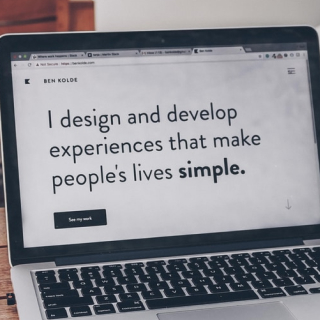 BEN KOLDE
I design and develop
experiences that make
people's lives simple.
See my work